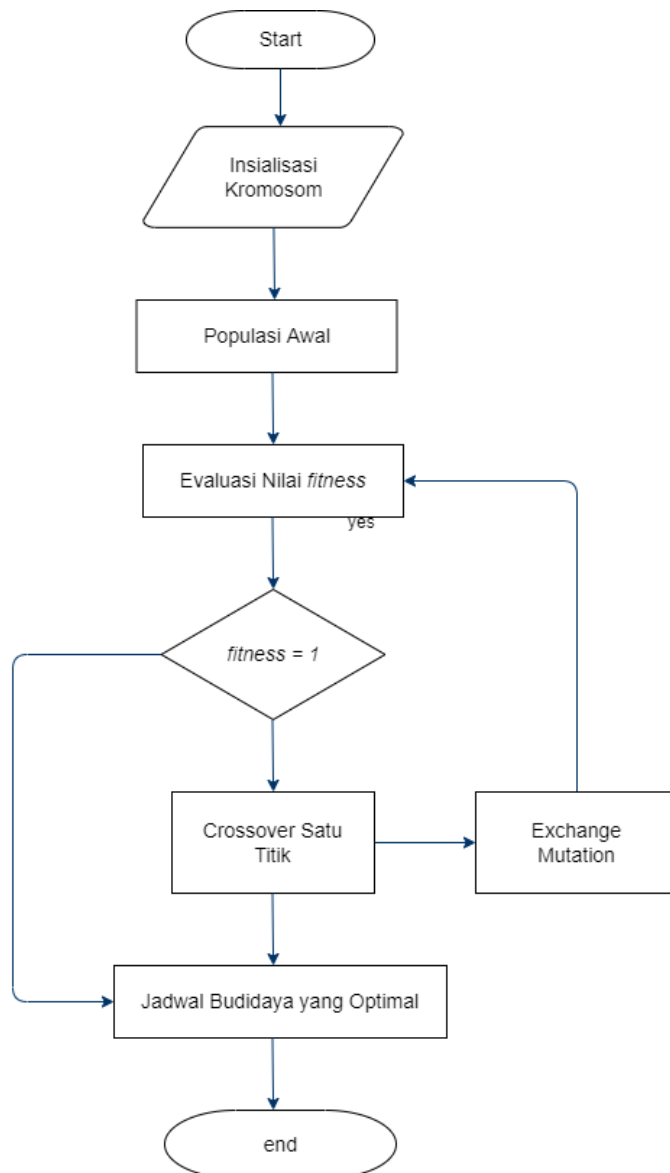 Start
Insialisasi
Kromosom
Populasi Awal
Evaluasi Nilai fitness
yes
fitness = 1
Crossover Satu
Titik
Exchange
Mutation
Jadwal Budidaya yang Optimal
end